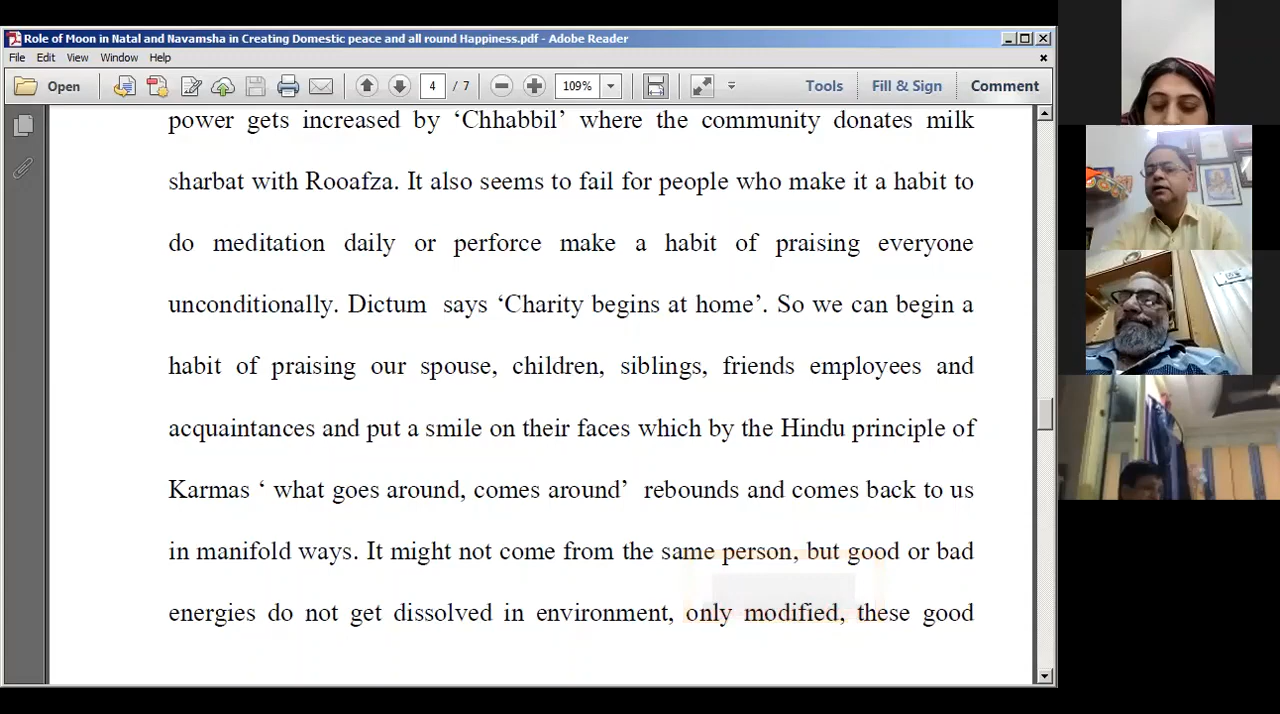 Role of Moon in Natal and Navamsha in Creating Domestic peace and all round Happiness.pdf - Adobe Reader
File Edit View Window Help
Open 4 / 7 109% Tools Fill & Sign Comment
power gets increased by ‘Chhabbil’ where the community donates milk
sharbat with Rooafza. It also seems to fail for people who make it a habit to
do meditation daily or perforce make a habit of praising everyone
unconditionally. Dictum says ‘Charity begins at home’. So we can begin a
habit of praising our spouse, children, siblings, friends employees and
acquaintances and put a smile on their faces which by the Hindu principle of
Karmas ‘ what goes around, comes around’ rebounds and comes back to us
in manifold ways. It might not come from the same person, but good or bad
energies do not get dissolved in environment, only modified, these good